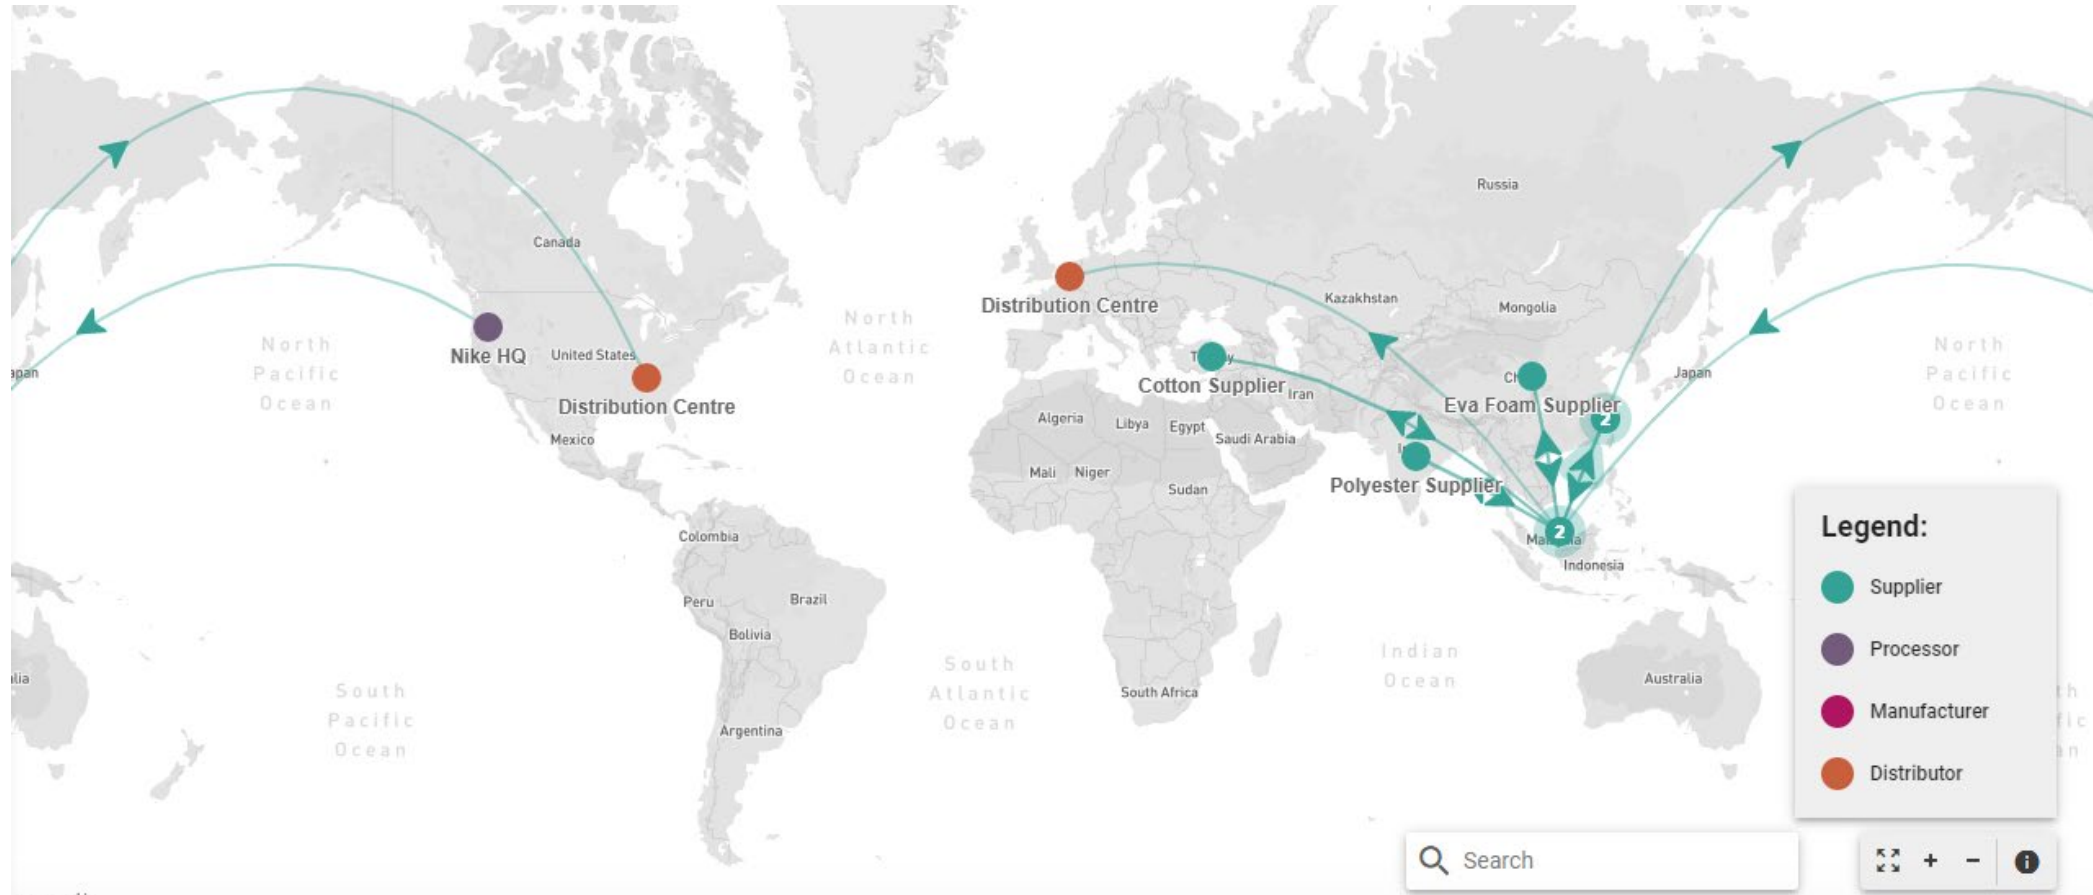 Russia
Canada
Kazakhstan
Mongolia
Distribution Centre
North
Atlantic
Ocean
North
Pacific
Ocean
North
Pacific
Ocean
Nike HQ
United States
apan
Japan
Cotton Supplier
Iran
Eva Foam Supplier
2
Distribution Centre
Algeria
Libya
Egypt
Saudi Arabia
Mexico
Mali
Niger
Sudan
Polyester Supplier
2
Colombia
Indonesia
Peru
Brazil
Bolivia
South
Atlantic
Ocean
Indian
Ocean
South
Pacific
Ocean
South Africa
Australia
Argentina
Legend:
Supplier
Processor
Manufacturer
Distributor
Search
+
−
i